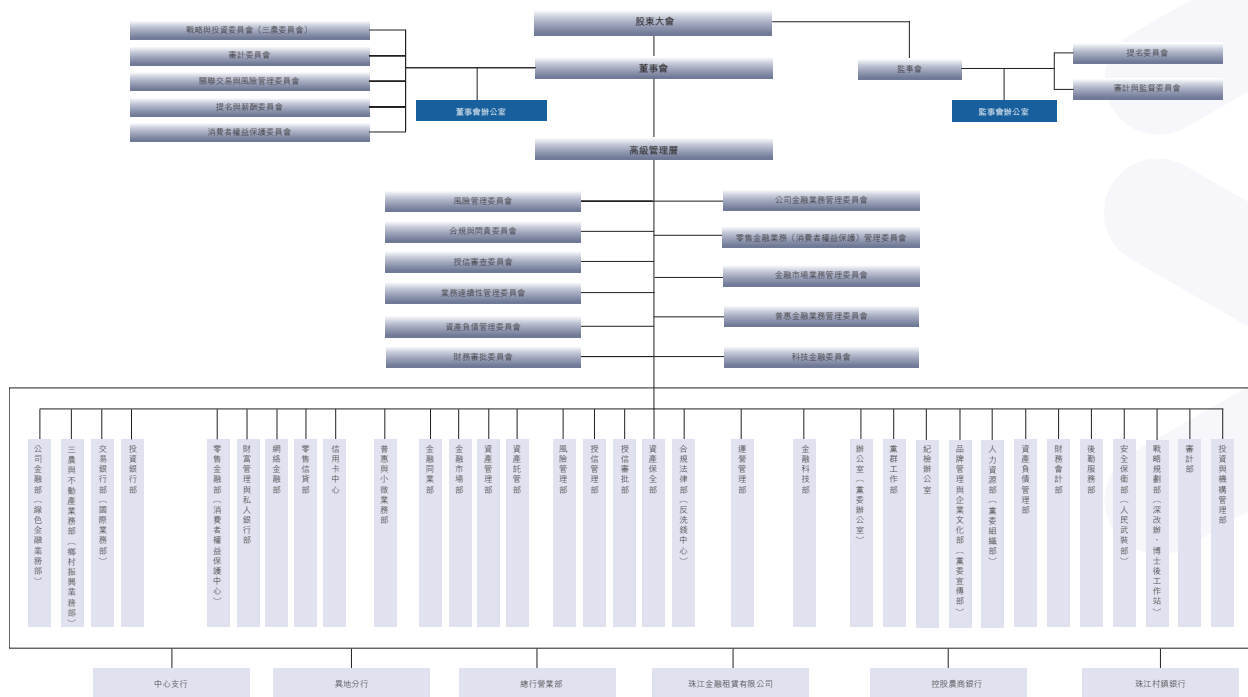 股東大會
戰略與投資委員會（三農委員會）
審計委員會
關聯交易與風險管理委員會
提名與薪酬委員會
消費者權益保護委員會
董事會
董事會辦公室
監事會
監事會辦公室
提名委員會
審計與監督委員會
高級管理層
風險管理委員會
合規與問責委員會
授信審查委員會
業務連續性管理委員會
資產負債管理委員會
財務審批委員會
公司金融業務管理委員會
零售金融業務（消費者權益保護）管理委員會
金融市場業務管理委員會
普惠金融業務管理委員會
科技金融委員會
公司金融部（綠色金融業務部）
三農與不動產業務部（鄉村振興業務部）
交易銀行部（國際業務部）
投資銀行部
零售金融部（消費者權益保護中心）
財富管理與私人銀行部
網絡金融部
零售信貸部
信用卡中心
普惠與小微業務部
金融同業部
金融市場部
資產管理部
資產託管部
風險管理部
授信管理部
授信審批部
資產保全部
合規法律部（反洗錢中心）
運營管理部
金融科技部
辦公室（黨委辦公室）
黨群工作部
紀檢辦公室
品牌管理與企業文化部（黨委宣傳部）
人力資源部（黨委組織部）
資產負債管理部
財務會計部
後勤服務部
安全保衛部（人民武裝部）
戰略規劃部（深改辦、博士後工作站）
審計部
投資與機構管理部
中心支行
異地分行
總行營業部
珠江金融租賃有限公司
控股農商銀行
珠江村鎮銀行